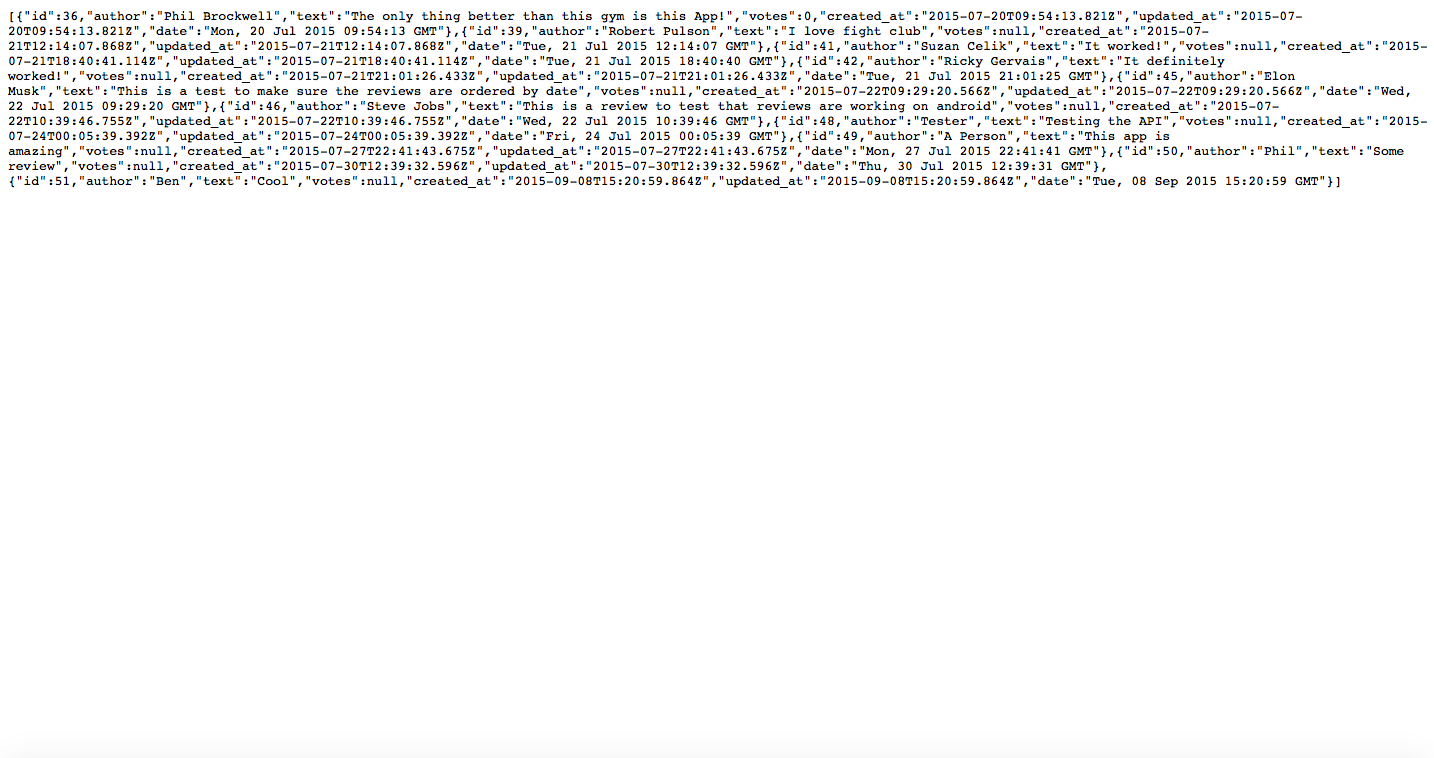 [{"id":36,"author":"Phil Brockwell","text":"The only thing better than this gym is this App!","votes":0,"created_at":"2015-07-20T09:54:13.821Z","updated_at":"2015-07-
20T09:54:13.821Z","date":"Mon, 20 Jul 2015 09:54:13 GMT"},{"id":39,"author":"Robert Pulson","text":"I love fight club","votes":null,"created_at":"2015-07-
21T12:14:07.868Z","updated_at":"2015-07-21T12:14:07.868Z","date":"Tue, 21 Jul 2015 12:14:07 GMT"},{"id":41,"author":"Suzan Celik","text":"It worked!","votes":null,"created_at":"2015-
07-21T18:40:41.114Z","updated_at":"2015-07-21T18:40:41.114Z","date":"Tue, 21 Jul 2015 18:40:40 GMT"},{"id":42,"author":"Ricky Gervais","text":"It definitely
worked!","votes":null,"created_at":"2015-07-21T21:01:26.433Z","updated_at":"2015-07-21T21:01:26.433Z","date":"Tue, 21 Jul 2015 21:01:25 GMT"},{"id":45,"author":"Elon
Musk","text":"This is a test to make sure the reviews are ordered by date","votes":null,"created_at":"2015-07-22T09:29:20.566Z","updated_at":"2015-07-22T09:29:20.566Z","date":"Wed,
22 Jul 2015 09:29:20 GMT"},{"id":46,"author":"Steve Jobs","text":"This is a review to test that reviews are working on android","votes":null,"created_at":"2015-07-
22T10:39:46.755Z","updated_at":"2015-07-22T10:39:46.755Z","date":"Wed, 22 Jul 2015 10:39:46 GMT"},{"id":48,"author":"Tester","text":"Testing the API","votes":null,"created_at":"2015-
07-24T00:05:39.392Z","updated_at":"2015-07-24T00:05:39.392Z","date":"Fri, 24 Jul 2015 00:05:39 GMT"},{"id":49,"author":"A Person","text":"This app is
amazing","votes":null,"created_at":"2015-07-27T22:41:43.675Z","updated_at":"2015-07-27T22:41:43.675Z","date":"Mon, 27 Jul 2015 22:41:41 GMT"},{"id":50,"author":"Phil","text":"Some
review","votes":null,"created_at":"2015-07-30T12:39:32.596Z","updated_at":"2015-07-30T12:39:32.596Z","date":"Thu, 30 Jul 2015 12:39:31 GMT"},
{"id":51,"author":"Ben","text":"Cool","votes":null,"created_at":"2015-09-08T15:20:59.864Z","updated_at":"2015-09-08T15:20:59.864Z","date":"Tue, 08 Sep 2015 15:20:59 GMT"}]